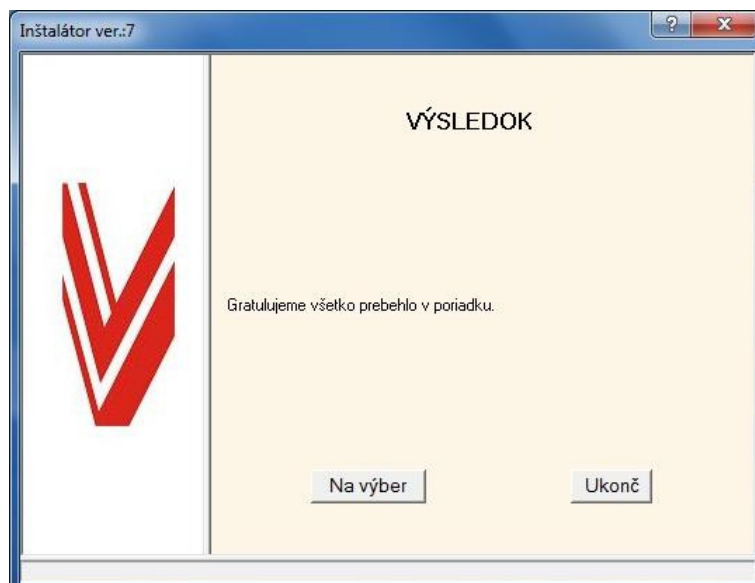 Inštalátor ver.:7
VÝSLEDOK
Gratulujeme všetko prebehlo v poriadku.
Na výber
Ukonč